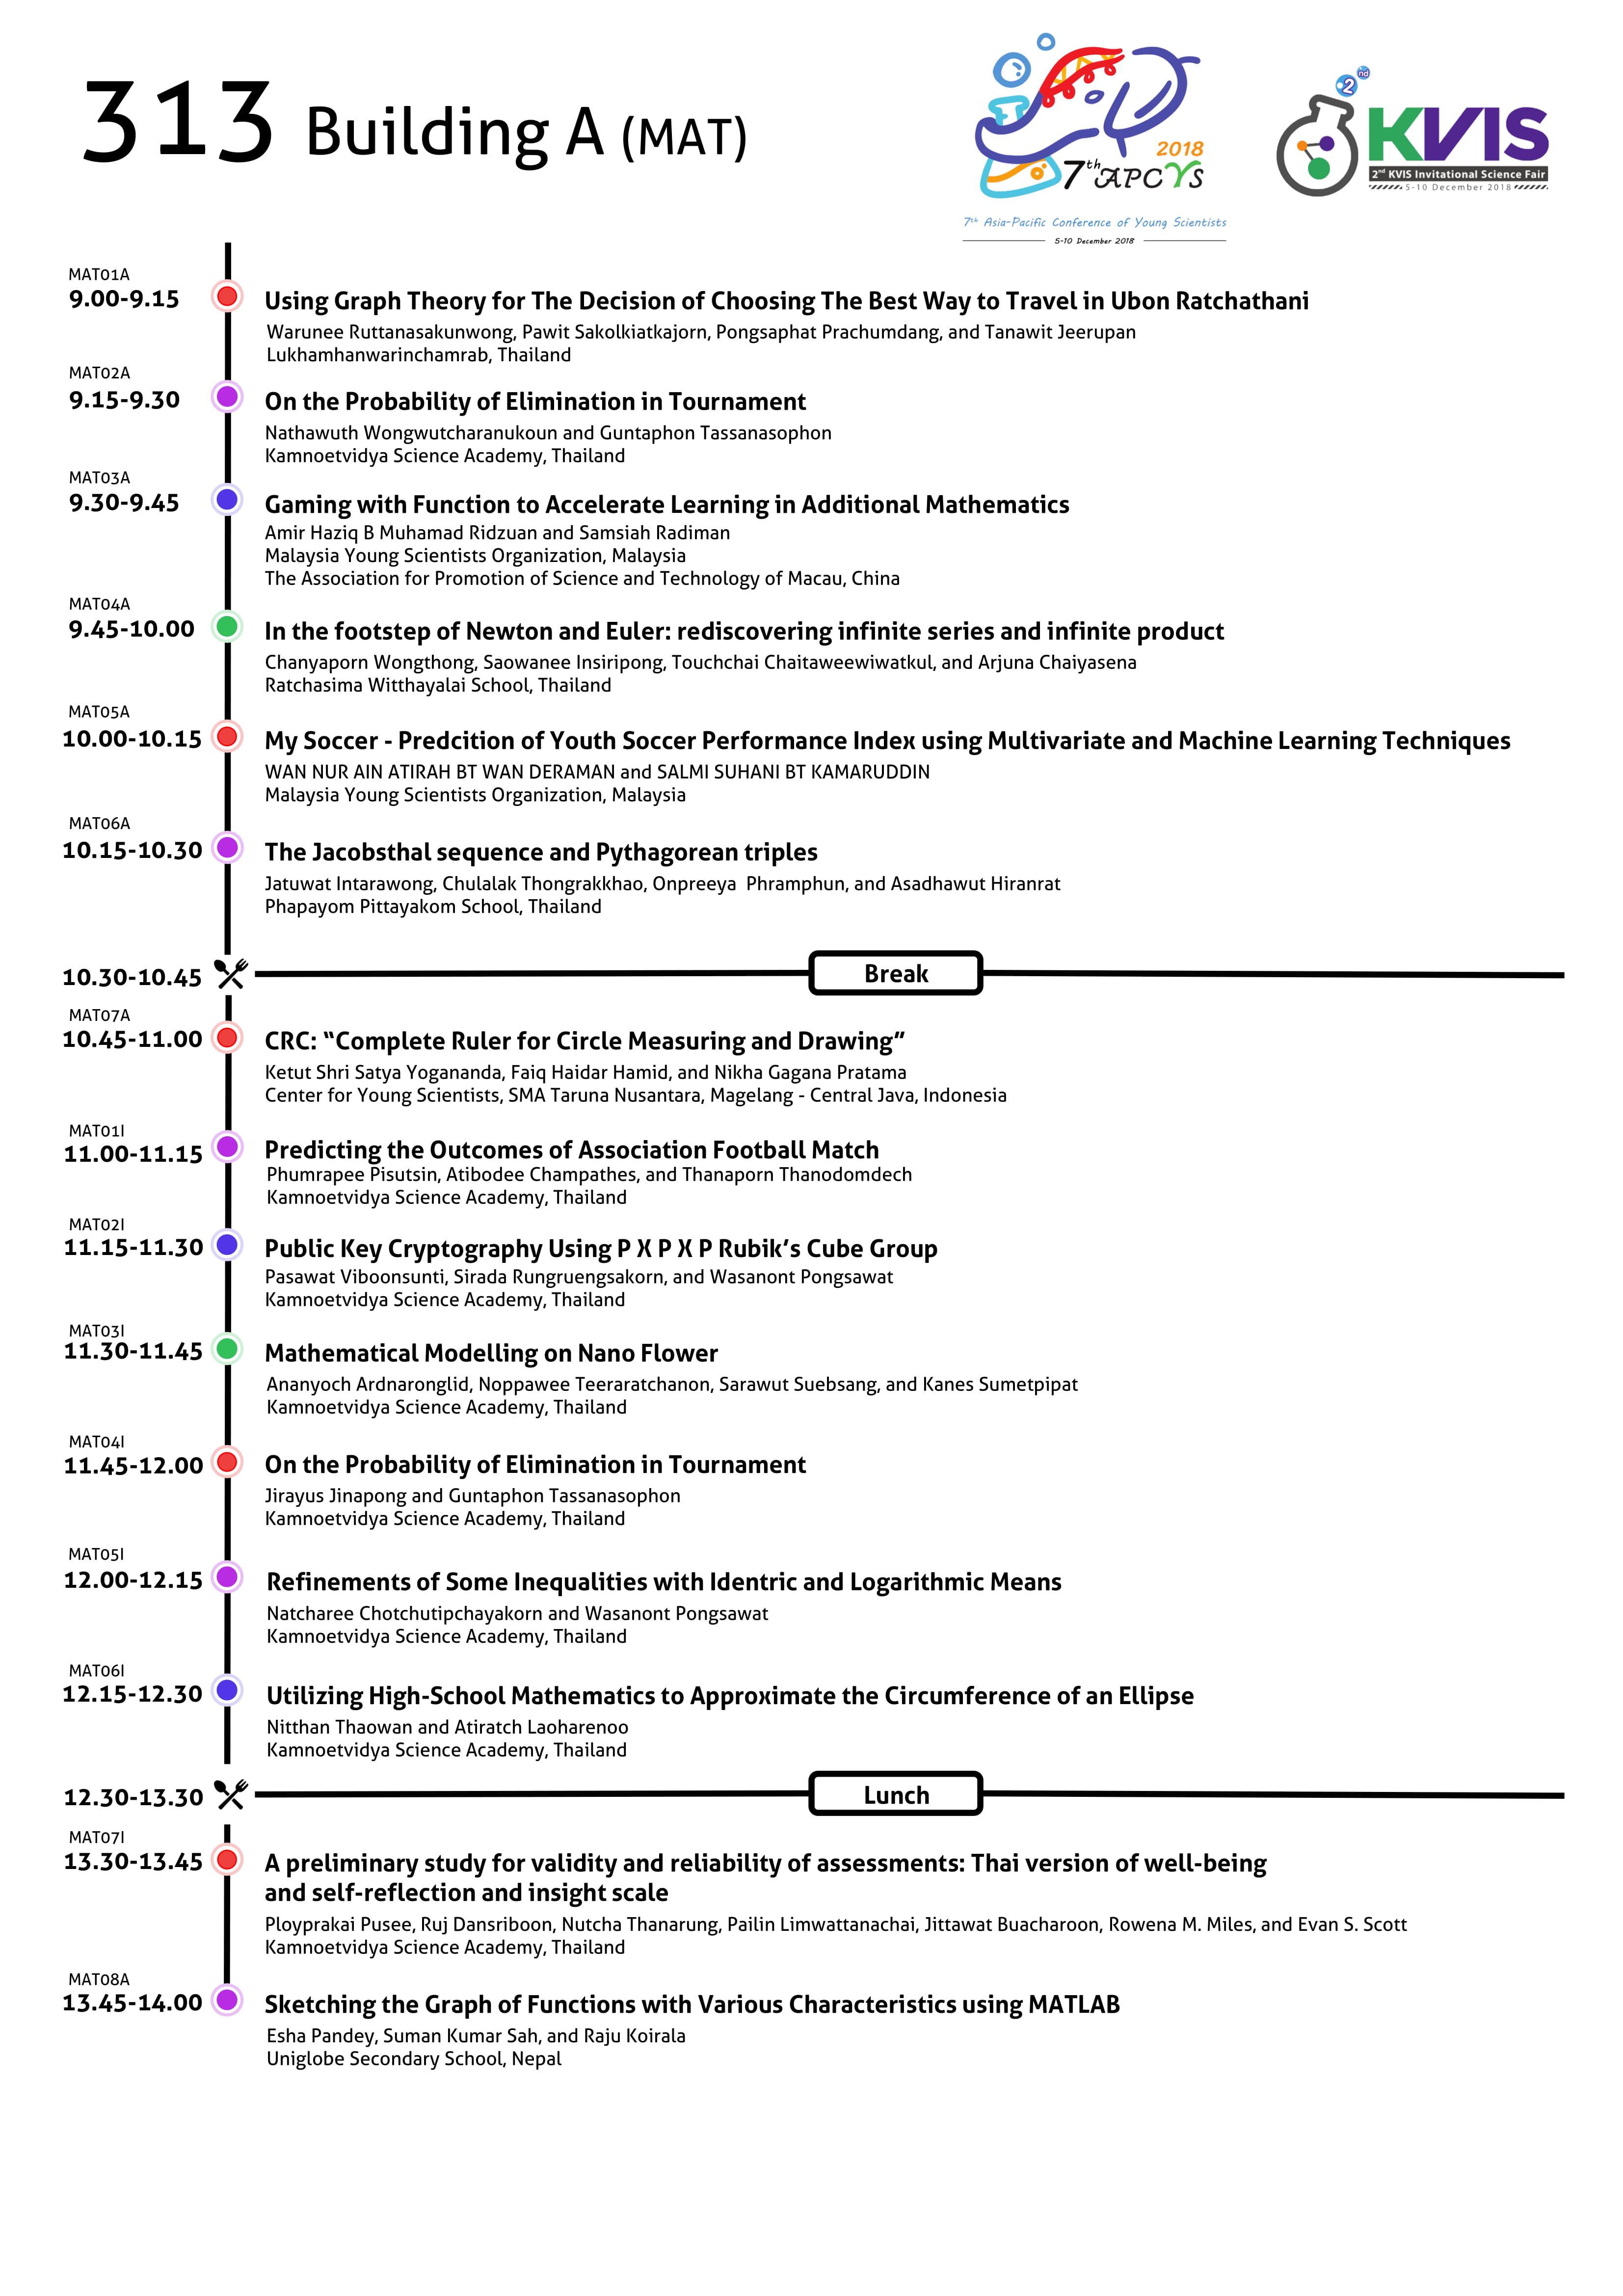 313 Building A (MAT)
2018
7th APCYS
7th Asia-Pacific Conference of Young Scientists
5-10 December 2018
2nd
KVIS
2nd KVIS Invitational Science Fair
5-10 December 2018
MAT01A
9.00-9.15
Using Graph Theory for The Decision of Choosing The Best Way to Travel in Ubon Ratchathani
Warunee Ruttanasakunwong, Pawit Sakolkiatkajorn, Pongsaphat Prachumdang, and Tanawit Jeerupan
Lukhamhanwarinchamrab, Thailand
MAT02A
9.15-9.30
On the Probability of Elimination in Tournament
Nathawuth Wongwutcharanukoun and Guntaphon Tassanasophon
Kamnoetvidya Science Academy, Thailand
MAT03A
9.30-9.45
Gaming with Function to Accelerate Learning in Additional Mathematics
Amir Haziq B Muhamad Ridzuan and Samsiah Radiman
Malaysia Young Scientists Organization, Malaysia
The Association for Promotion of Science and Technology of Macau, China
MAT04A
9.45-10.00
In the footstep of Newton and Euler: rediscovering infinite series and infinite product
Chanyaporn Wongthong, Saowanee Insiripong, Touchchai Chaitaweewiwatkul, and Arjuna Chaiyasena
Ratchasima Witthayalai School, Thailand
MAT05A
10.00-10.15
My Soccer - Predcition of Youth Soccer Performance Index using Multivariate and Machine Learning Techniques
WAN NUR AIN ATIRAH BT WAN DERAMAN and SALMI SUHANI BT KAMARUDDIN
Malaysia Young Scientists Organization, Malaysia
MAT06A
10.15-10.30
The Jacobsthal sequence and Pythagorean triples
Jatuwat Intarawong, Chulalak Thongrakkhao, Onpreeya Phramphun, and Asadhawut Hiranrat
Phapayom Pittayakom School, Thailand
10.30-10.45
Break
MAT07A
10.45-11.00
CRC: “Complete Ruler for Circle Measuring and Drawing”
Ketut Shri Satya Yogananda, Faiq Haidar Hamid, and Nikha Gagana Pratama
Center for Young Scientists, SMA Taruna Nusantara, Magelang - Central Java, Indonesia
MAT01I
11.00-11.15
Predicting the Outcomes of Association Football Match
Phumrapee Pisutsin, Atibodee Champathes, and Thanaporn Thanodomdech
Kamnoetvidya Science Academy, Thailand
MAT02I
11.15-11.30
Public Key Cryptography Using P X P X P Rubik’s Cube Group
Pasawat Viboonsunti, Sirada Rungruengsakorn, and Wasanont Pongsawat
Kamnoetvidya Science Academy, Thailand
MAT03I
11.30-11.45
Mathematical Modelling on Nano Flower
Ananyoch Ardnaronglid, Noppawee Teeraratchanon, Sarawut Suebsang, and Kanes Sumetpipat
Kamnoetvidya Science Academy, Thailand
MAT04I
11.45-12.00
On the Probability of Elimination in Tournament
Jirayus Jinapong and Guntaphon Tassanasophon
Kamnoetvidya Science Academy, Thailand
MAT05I
12.00-12.15
Refinements of Some Inequalities with Identric and Logarithmic Means
Natcharee Chotchutipchayakorn and Wasanont Pongsawat
Kamnoetvidya Science Academy, Thailand
MAT06I
12.15-12.30
Utilizing High-School Mathematics to Approximate the Circumference of an Ellipse
Nitthan Thaowan and Atiratch Laoharenoo
Kamnoetvidya Science Academy, Thailand
12.30-13.30
Lunch
MAT07I
13.30-13.45
A preliminary study for validity and reliability of assessments: Thai version of well-being
and self-reflection and insight scale
Ployprakai Pusee, Ruj Dansriboon, Nutcha Thanarung, Pailin Limwattanachai, Jittawat Buacharoon, Rowena M. Miles, and Evan S. Scott
Kamnoetvidya Science Academy, Thailand
MAT08A
13.45-14.00
Sketching the Graph of Functions with Various Characteristics using MATLAB
Esha Pandey, Suman Kumar Sah, and Raju Koirala
Uniglobe Secondary School, Nepal